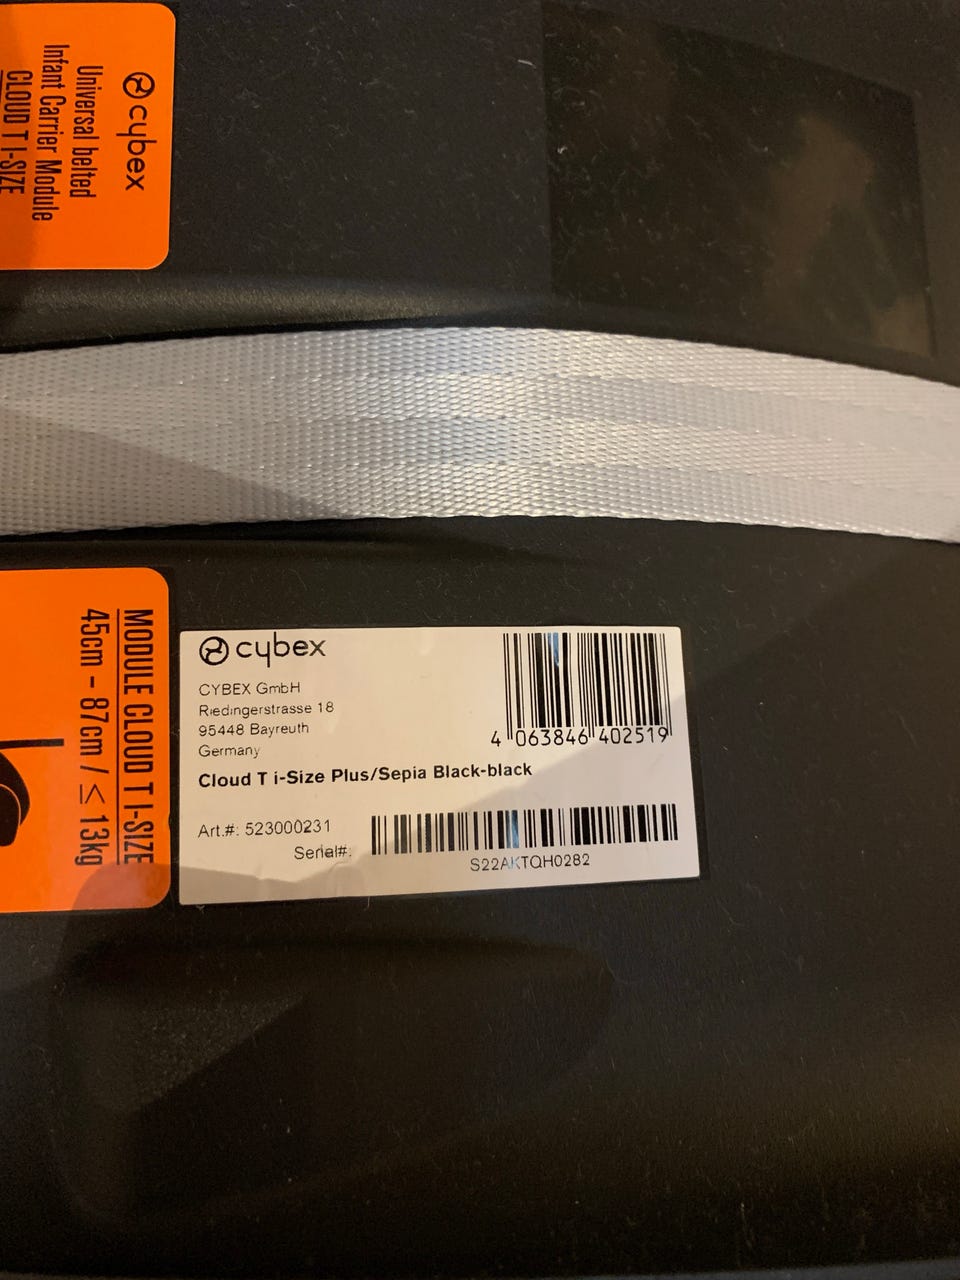 cybex
Universal belted
Infant Carrier Module
CLOUD T I-SIZE
MODULE CLOUD T I-SIZE
45cm - 87cm / ≤ 13kg
cybex
CYBEX GmbH
Riedingerstrasse 18
95448 Bayreuth
Germany
4 063846 402519
Cloud T i-Size Plus/Sepia Black-black
Art.#: 523000231
Serial#:
S22AKTQH0282